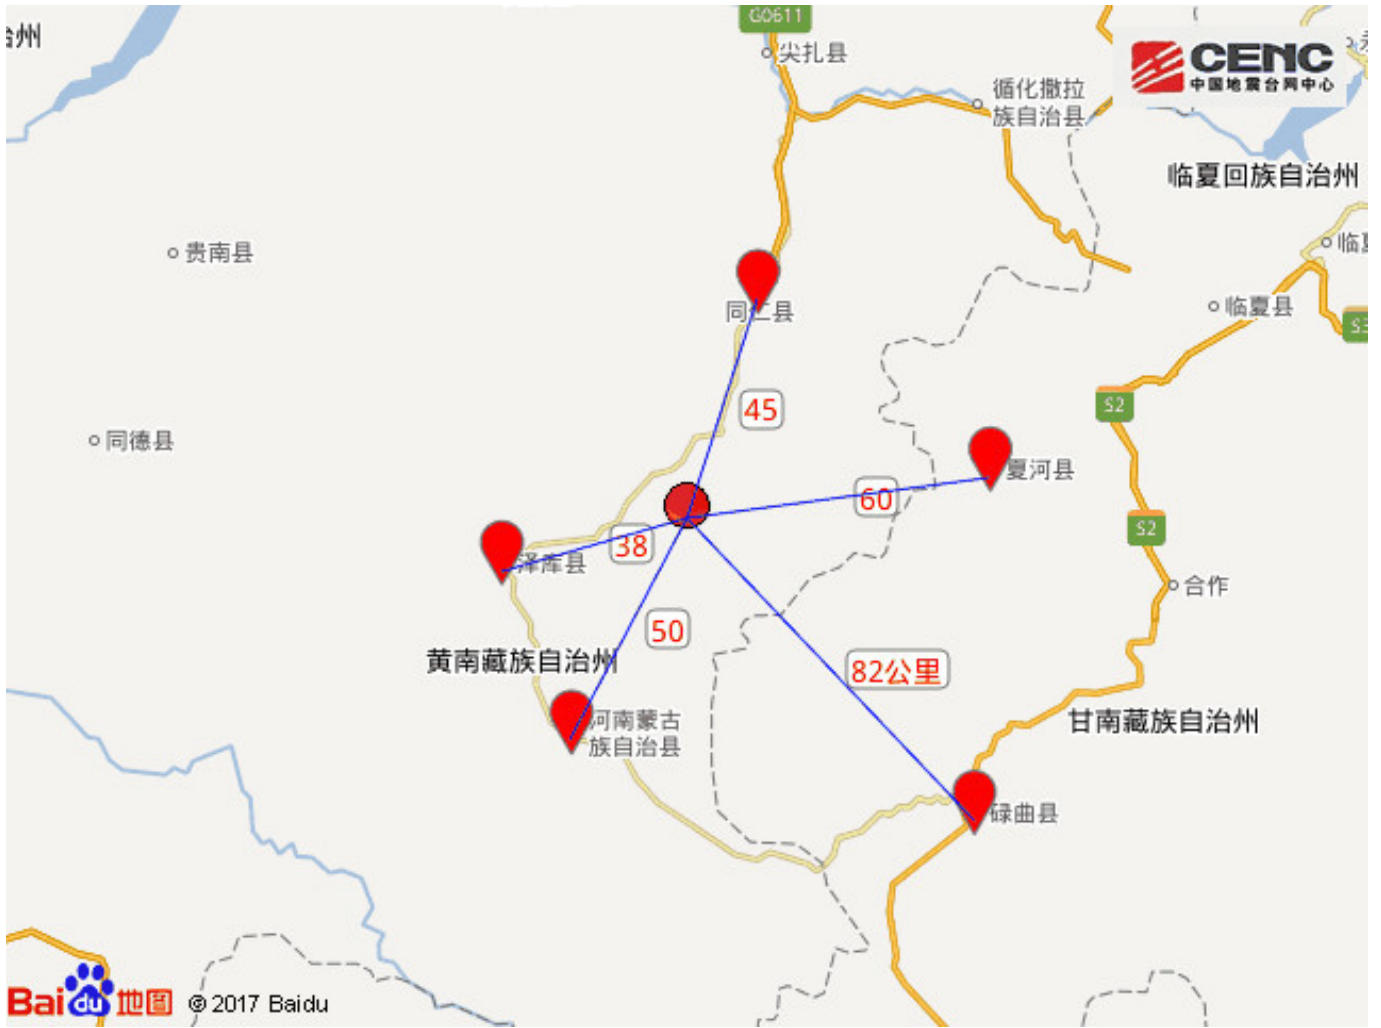 G0611
尖扎县
CENC
中国地震台网中心
循化撒拉
族自治县
临夏回族自治州
贵南县
临夏县
同仁县
S2
45
同德县
夏河县
60
S2
38
泽库县
合作
50
黄南藏族自治州
82公里
河南蒙古
族自治县
甘南藏族自治州
碌曲县
Bai du 地图 © 2017 Baidu